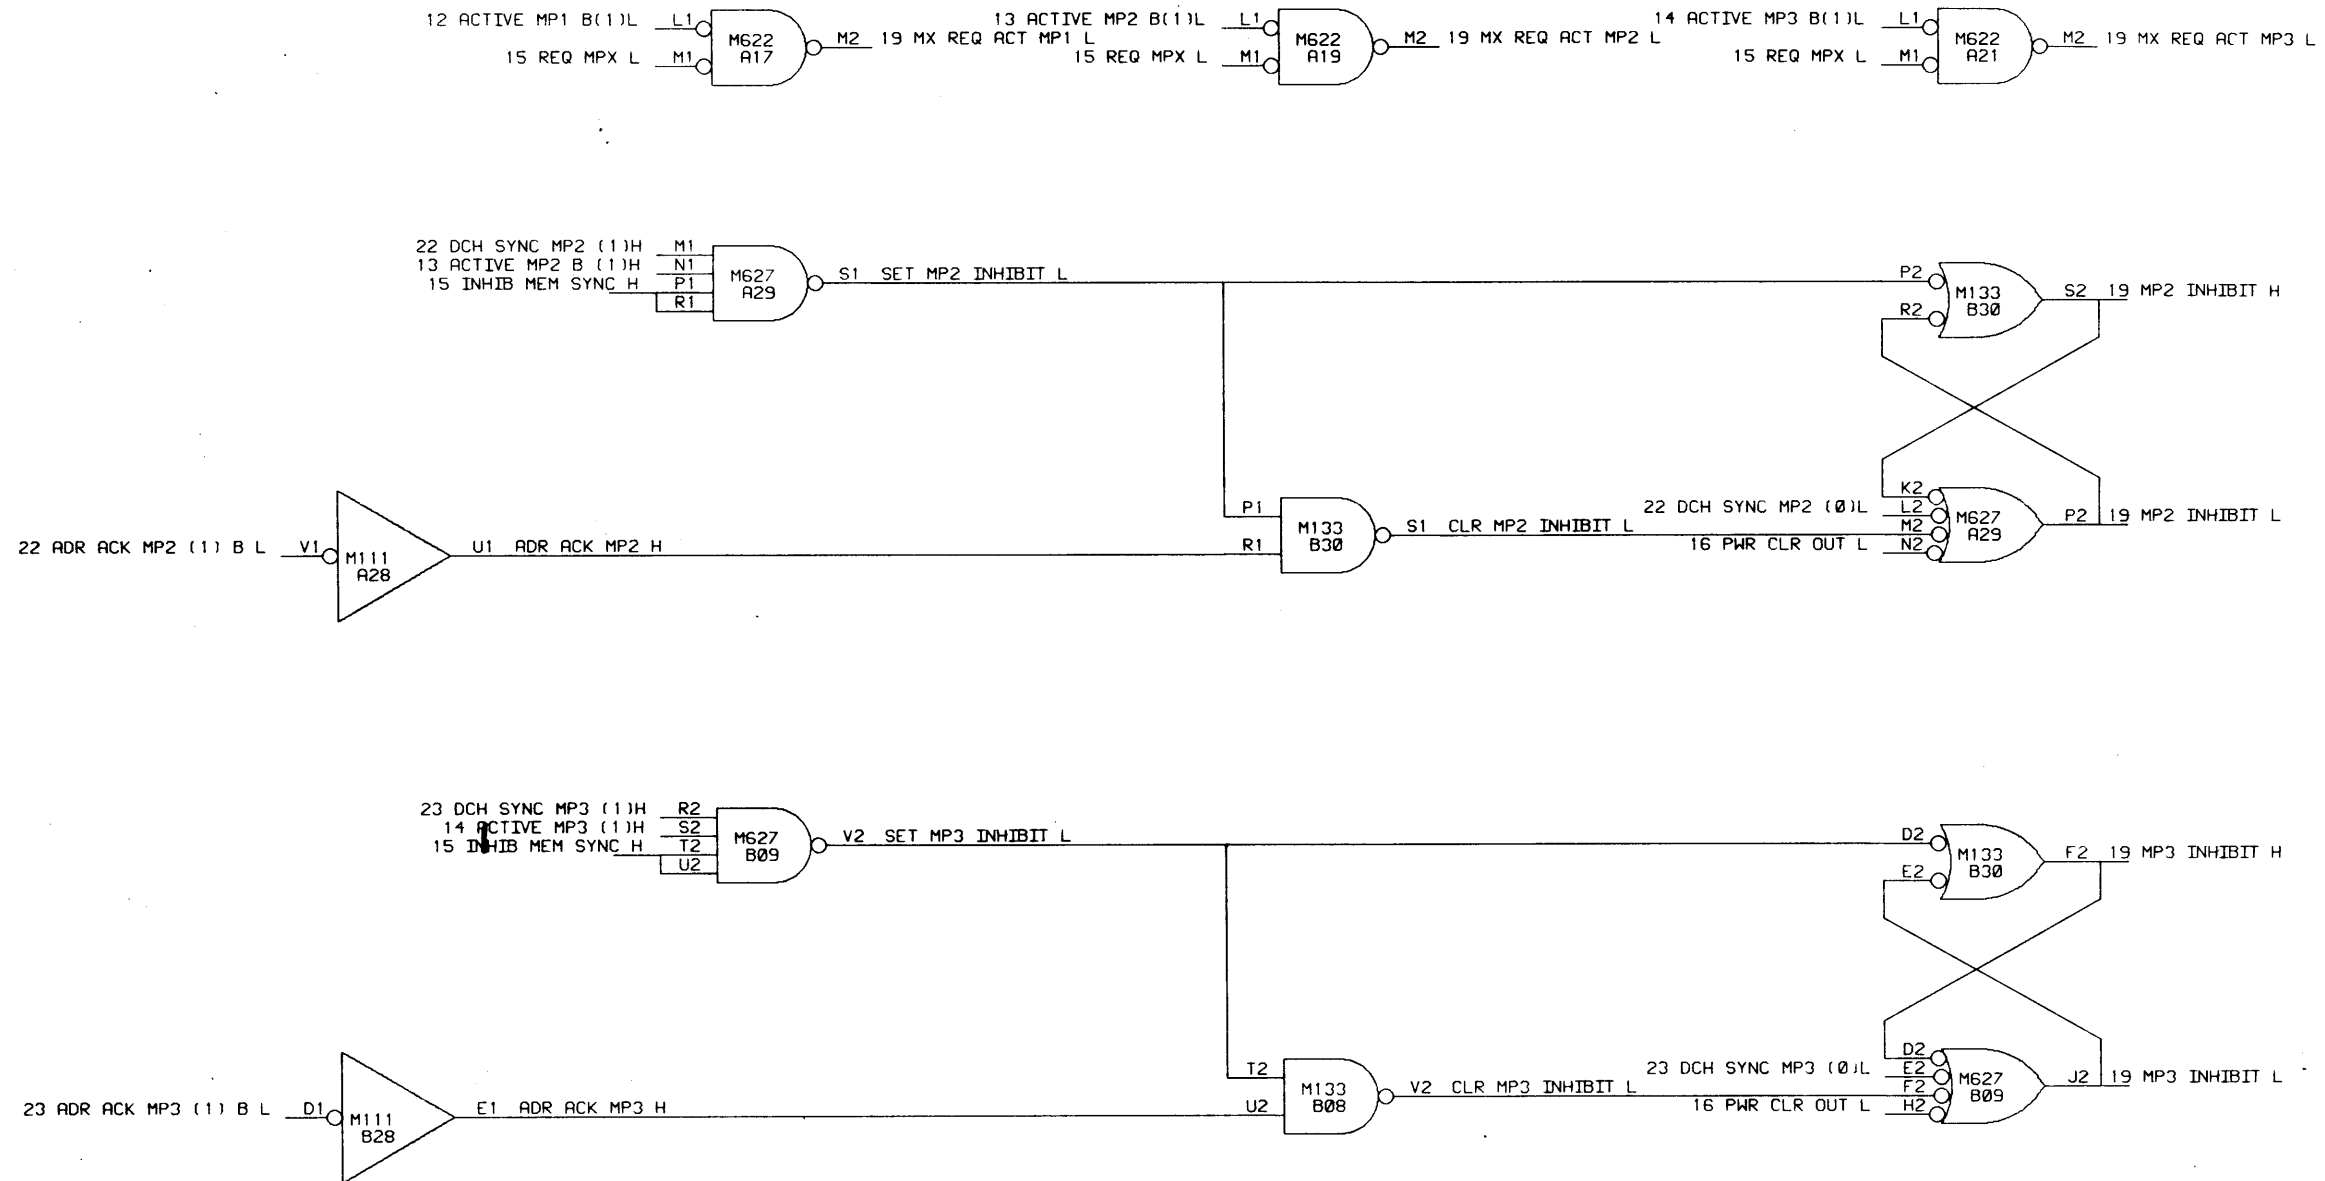 12 ACTIVE MP1 B(1)L L1
15 REQ MPX L M1
M622
A17
M2 19 MX REQ ACT MP1 L
13 ACTIVE MP2 B(1)L L1
15 REQ MPX L M1
M622
A19
M2 19 MX REQ ACT MP2 L
14 ACTIVE MP3 B(1)L L1
15 REQ MPX L M1
M622
A21
M2 19 MX REQ ACT MP3 L
22 DCH SYNC MP2 (1)H M1
13 ACTIVE MP2 B (1)H N1
15 INHIB MEM SYNC H P1
R1
M627
A29
S1 SET MP2 INHIBIT L
P2
R2
M133
B30
S2 19 MP2 INHIBIT H
22 ADR ACK MP2 (1) B L V1
M111
A28
U1 ADR ACK MP2 H
P1
R1
M133
B30
S1 CLR MP2 INHIBIT L
K2
22 DCH SYNC MP2 (0)L L2
M2
16 PWR CLR OUT L N2
M627
A29
P2 19 MP2 INHIBIT L
23 DCH SYNC MP3 (1)H R2
14 ACTIVE MP3 (1)H S2
15 INHIB MEM SYNC H T2
U2
M627
B09
V2 SET MP3 INHIBIT L
D2
E2
M133
B30
F2 19 MP3 INHIBIT H
23 ADR ACK MP3 (1) B L D1
M111
B28
E1 ADR ACK MP3 H
T2
U2
M133
B08
V2 CLR MP3 INHIBIT L
D2
23 DCH SYNC MP3 (0)L E2
F2
16 PWR CLR OUT L H2
M627
B09
J2 19 MP3 INHIBIT L